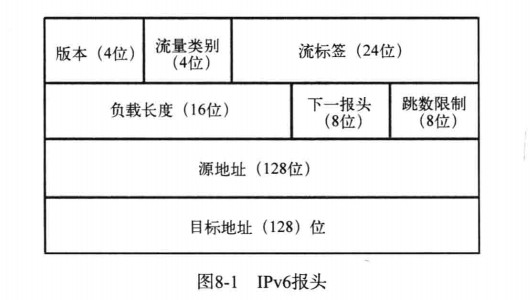 版本（4位）
流量类别
（4位）
流标签（24位）
负载长度（16位）
下一报头
（8位）
跳数限制
（8位）
源地址（128位）
目标地址（128）位
图8-1 IPv6报头